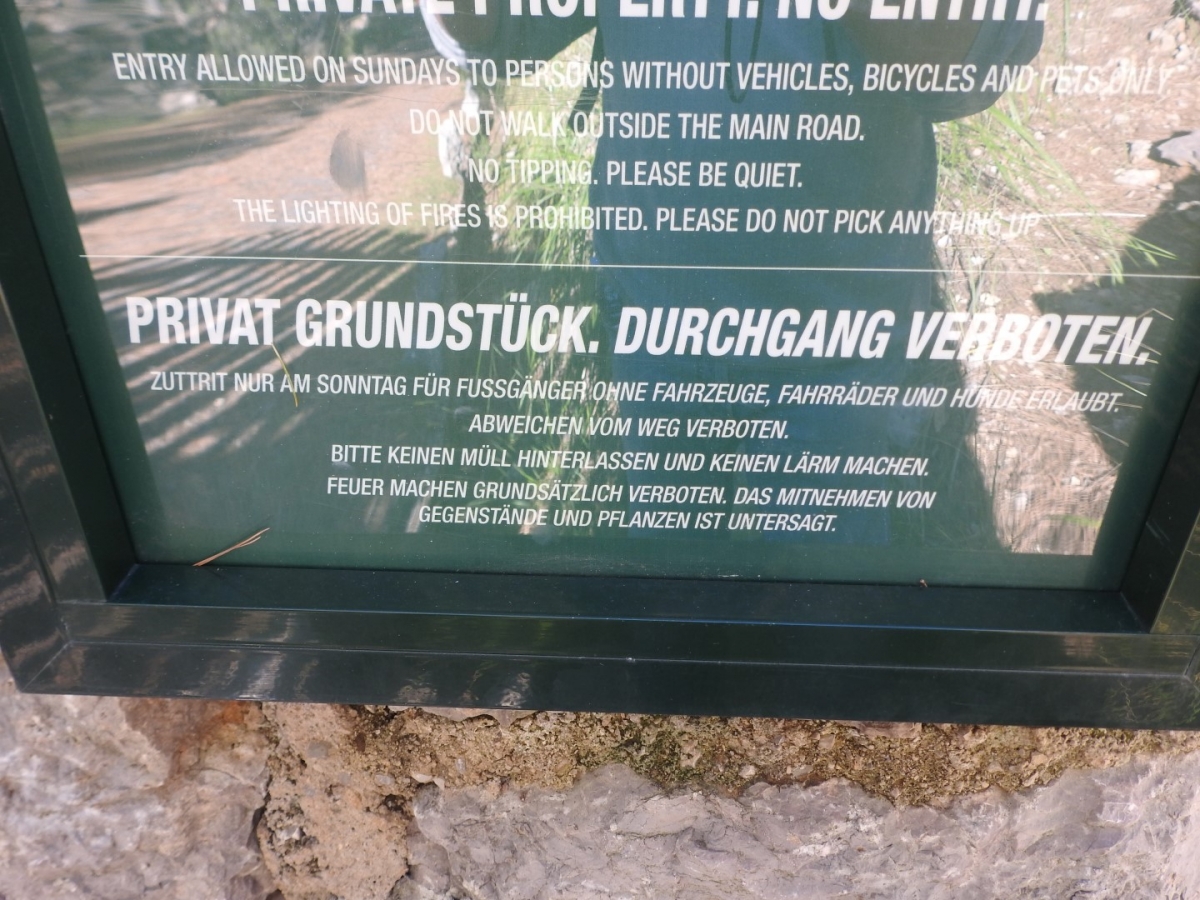 PRIVATE PROPERTY. NO ENTRY.
ENTRY ALLOWED ON SUNDAYS TO PERSONS WITHOUT VEHICLES, BICYCLES AND PETS ONLY.
DO NOT WALK OUTSIDE THE MAIN ROAD.
NO TIPPING. PLEASE BE QUIET.
THE LIGHTING OF FIRES IS PROHIBITED. PLEASE DO NOT PICK ANYTHING UP.
PRIVAT GRUNDSTÜCK. DURCHGANG VERBOTEN.
ZUTTRIT NUR AM SONNTAG FÜR FUSSGÄNGER OHNE FAHRZEUGE, FAHRRÄDER UND HUNDE ERLAUBT.
ABWEICHEN VOM WEG VERBOTEN.
BITTE KEINEN MÜLL HINTERLASSEN UND KEINEN LÄRM MACHEN.
FEUER MACHEN GRUNDSÄTZLICH VERBOTEN. DAS MITNEHMEN VON
GEGENSTÄNDE UND PFLANZEN IST UNTERSAGT.